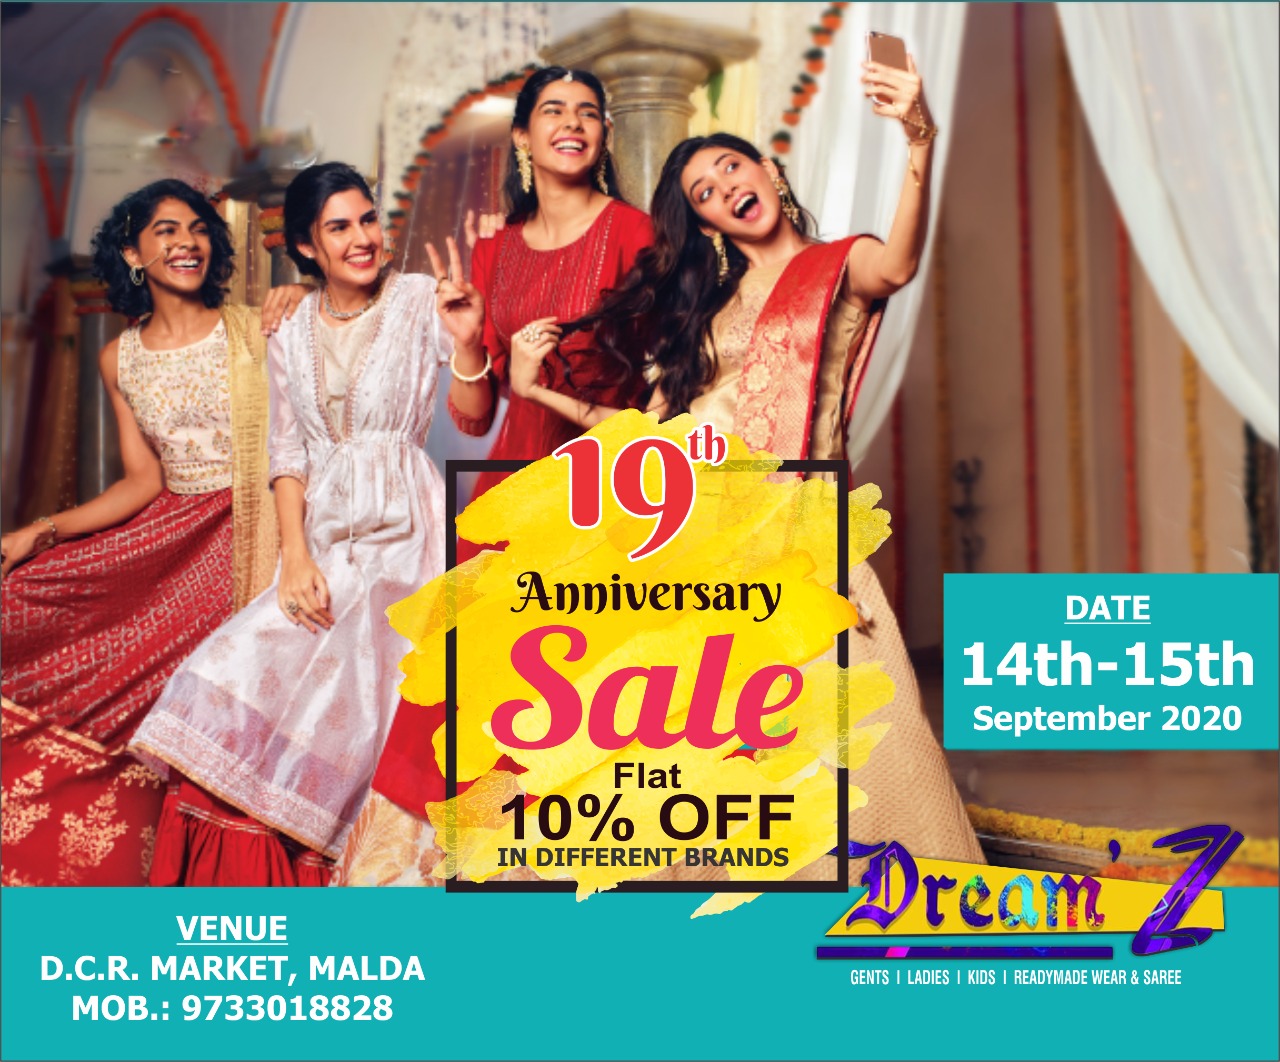 19th
Anniversary
Sale
Flat
10% OFF
IN DIFFERENT BRANDS
DATE
14th-15th
September 2020
VENUE
D.C.R. MARKET, MALDA
MOB.: 9733018828
Dream'Z
GENTS I LADIES I KIDS I READYMADE WEAR & SAREE